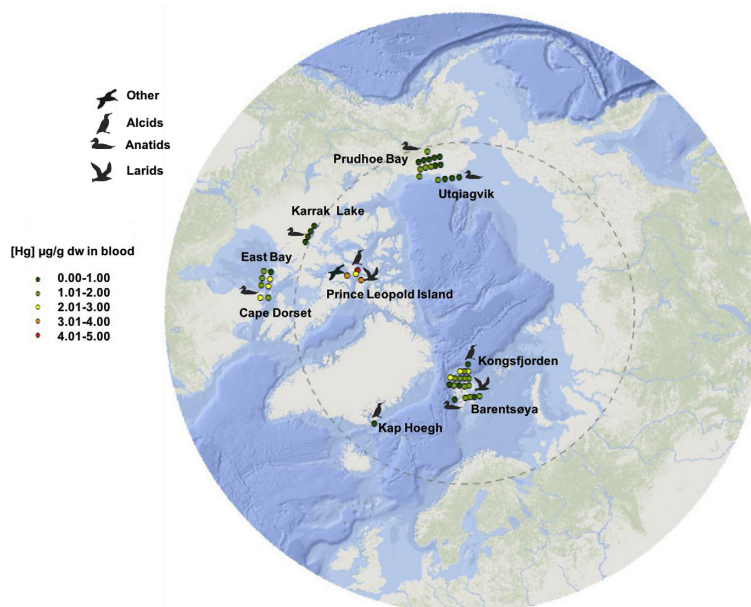 Other
Alcids
Anatids
Larids
Prudhoe Bay
Utqiagvik
Karrak Lake
[Hg] µg/g dw in blood
0.00-1.00
1.01-2.00
2.01-3.00
3.01-4.00
4.01-5.00
East Bay
Prince Leopold Island
Cape Dorset
Kongsfjorden
Barentsøya
Kap Hoegh